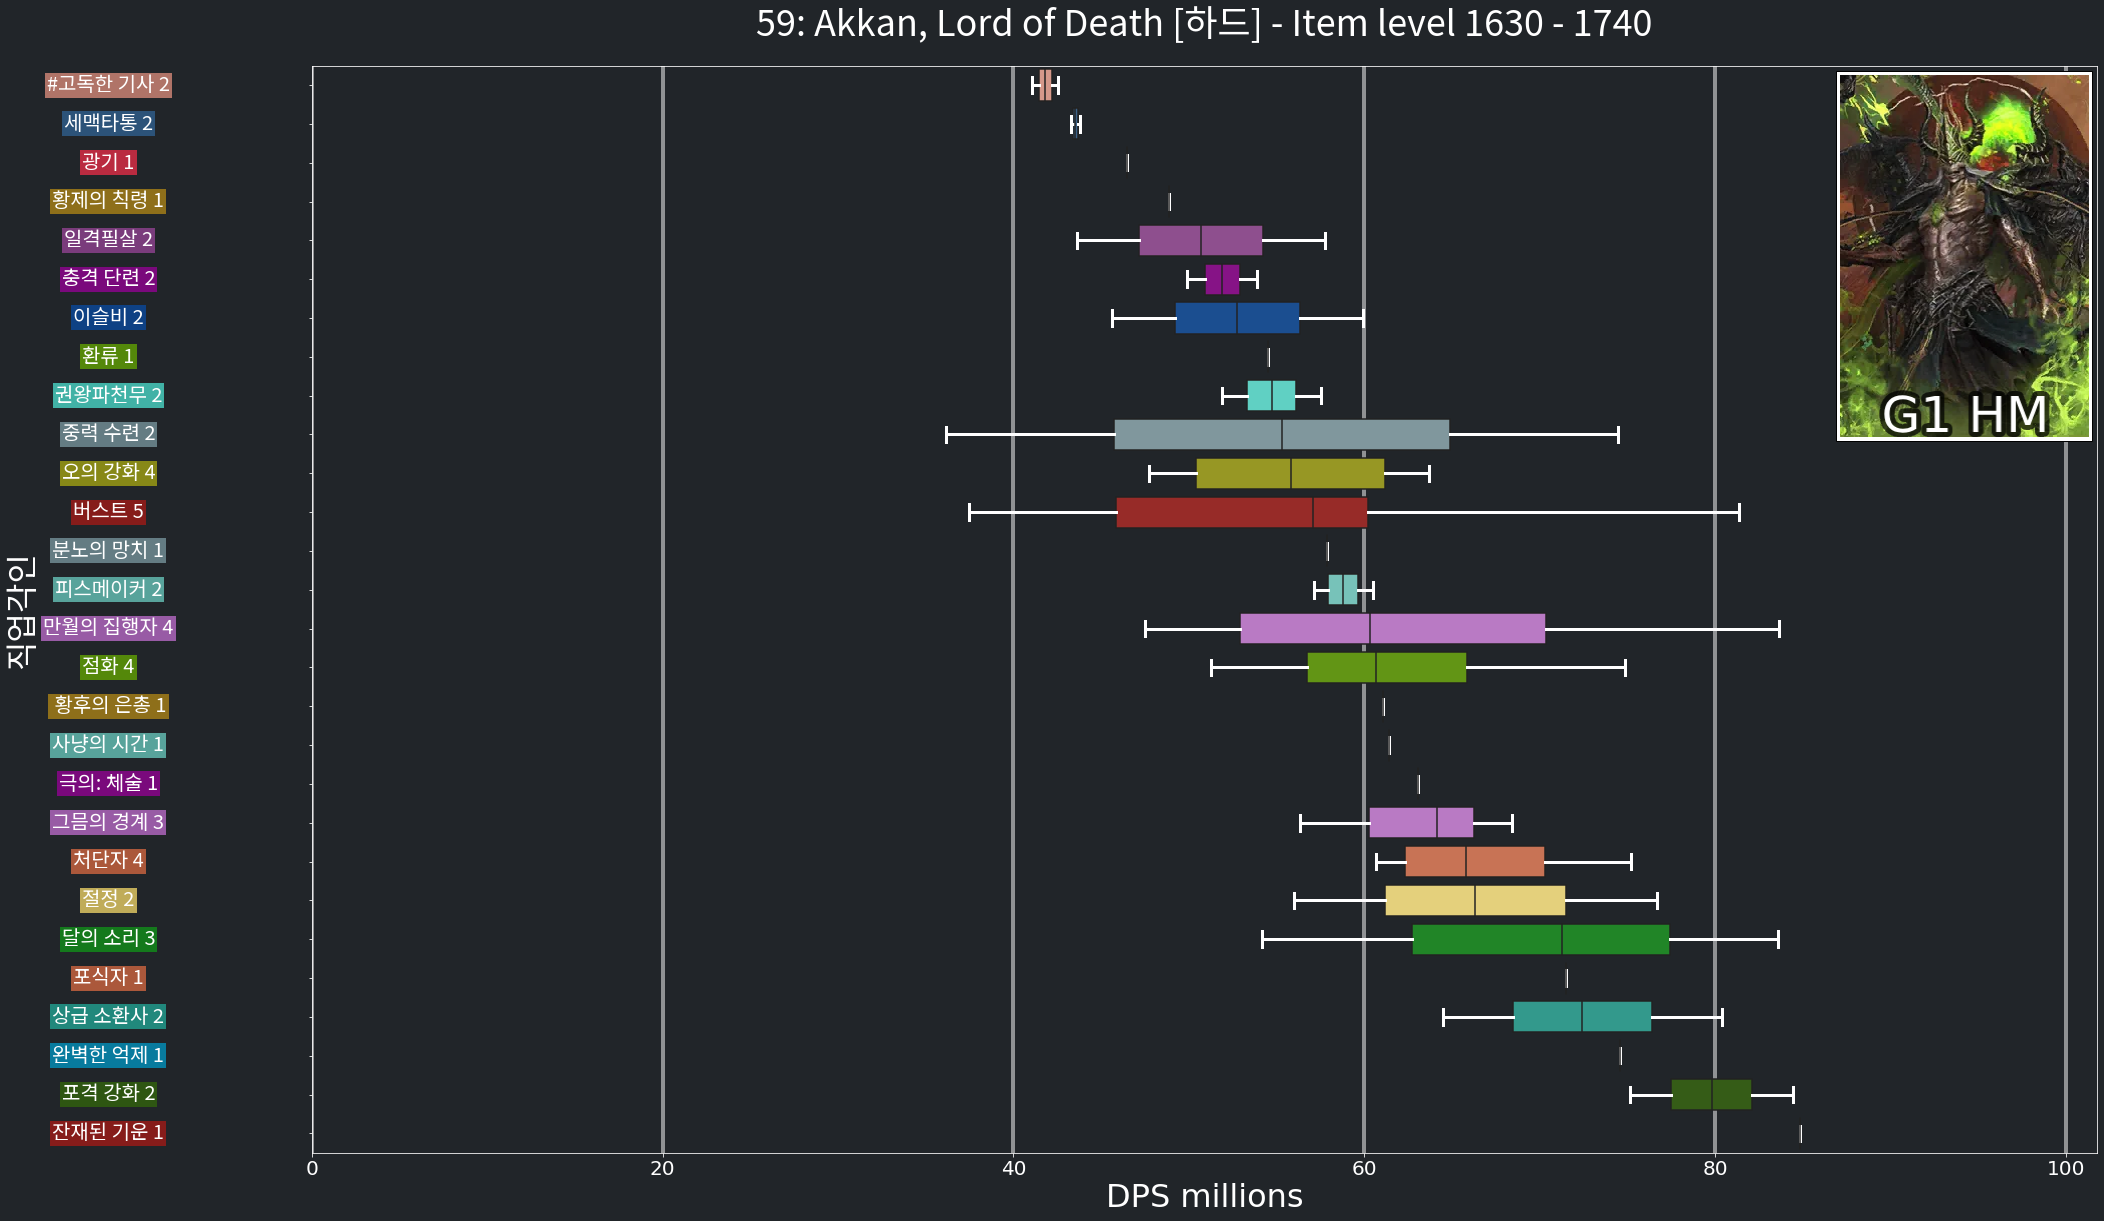 59: Akkan, Lord of Death [하드] - Item level 1630 - 1740
#고독한 기사 2
세맥타통 2
광기 1
황제의 칙령 1
일격필살 2
충격 단련 2
이슬비 2
환류 1
권왕파천무 2
중력 수련 2
오의 강화 4
버스트 5
분노의 망치 1
피스메이커 2
만월의 집행자 4
점화 4
황후의 은총 1
사냥의 시간 1
극의: 체술 1
그믐의 경계 3
처단자 4
절정 2
달의 소리 3
포식자 1
상급 소환사 2
완벽한 억제 1
포격 강화 2
잔재된 기운 1
직업각인
G1 HM
0 20 40 60 80 100
DPS millions